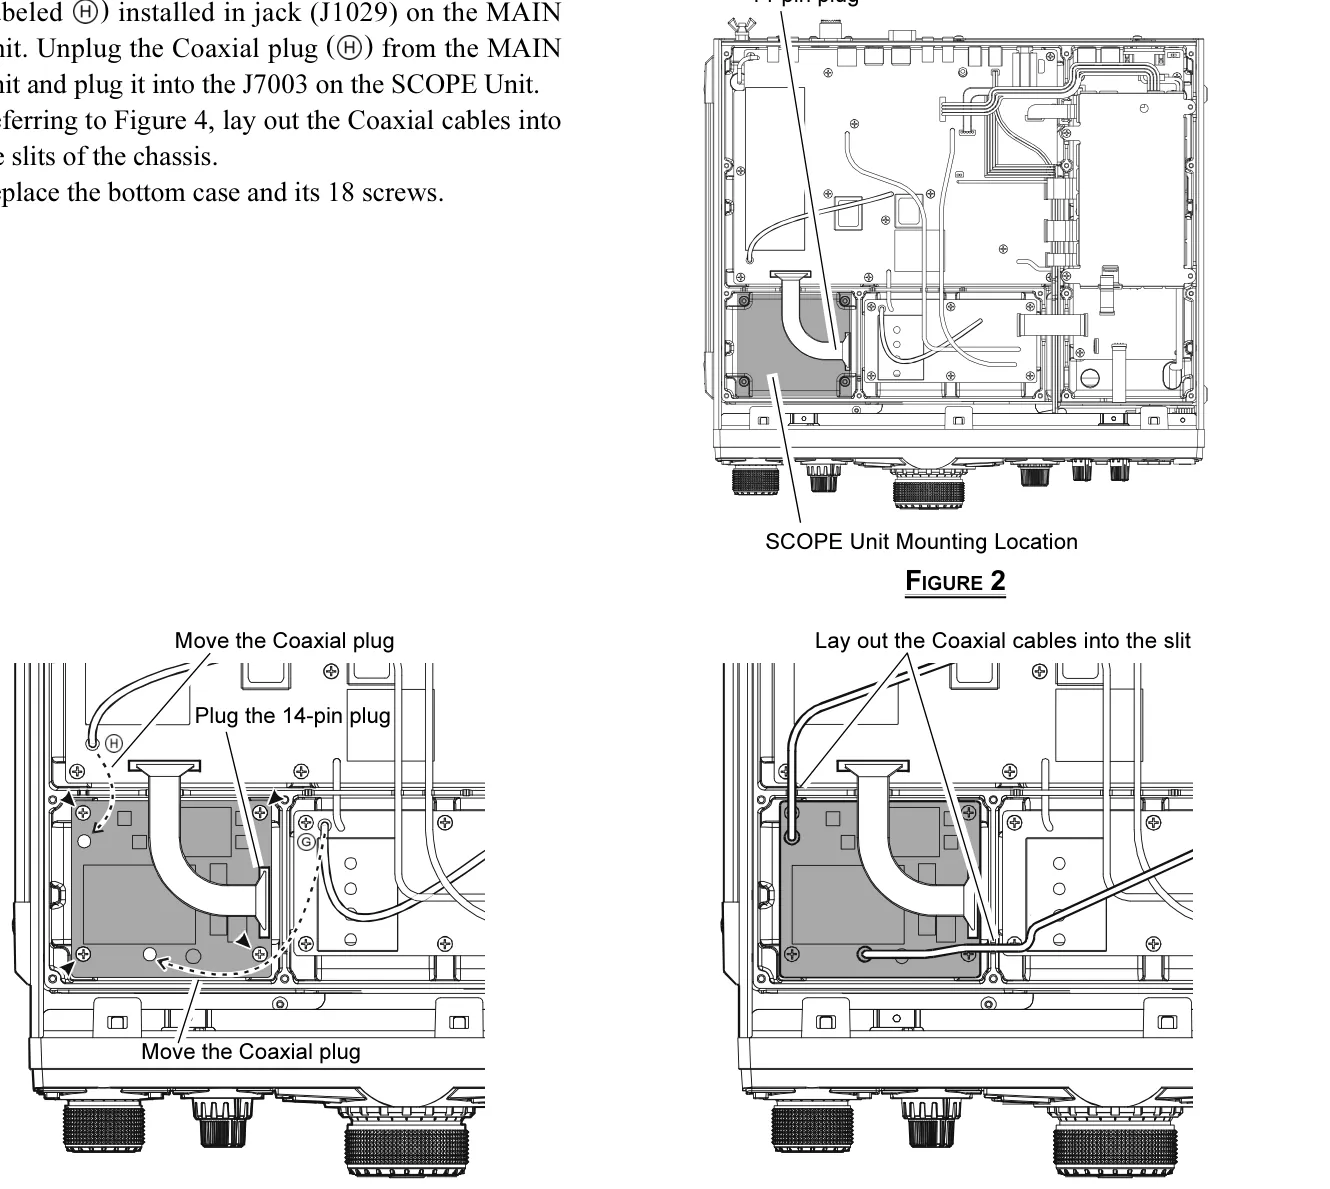 beled Ⓗ) installed in jack (J1029) on the MAIN
nit. Unplug the Coaxial plug (Ⓗ) from the MAIN
nit and plug it into the J7003 on the SCOPE Unit.
eferring to Figure 4, lay out the Coaxial cables into
e slits of the chassis.
eplace the bottom case and its 18 screws.
14-pin plug
SCOPE Unit Mounting Location
FIGURE 2
Move the Coaxial plug
Plug the 14-pin plug
Ⓗ
Ⓖ
Move the Coaxial plug
Lay out the Coaxial cables into the slit